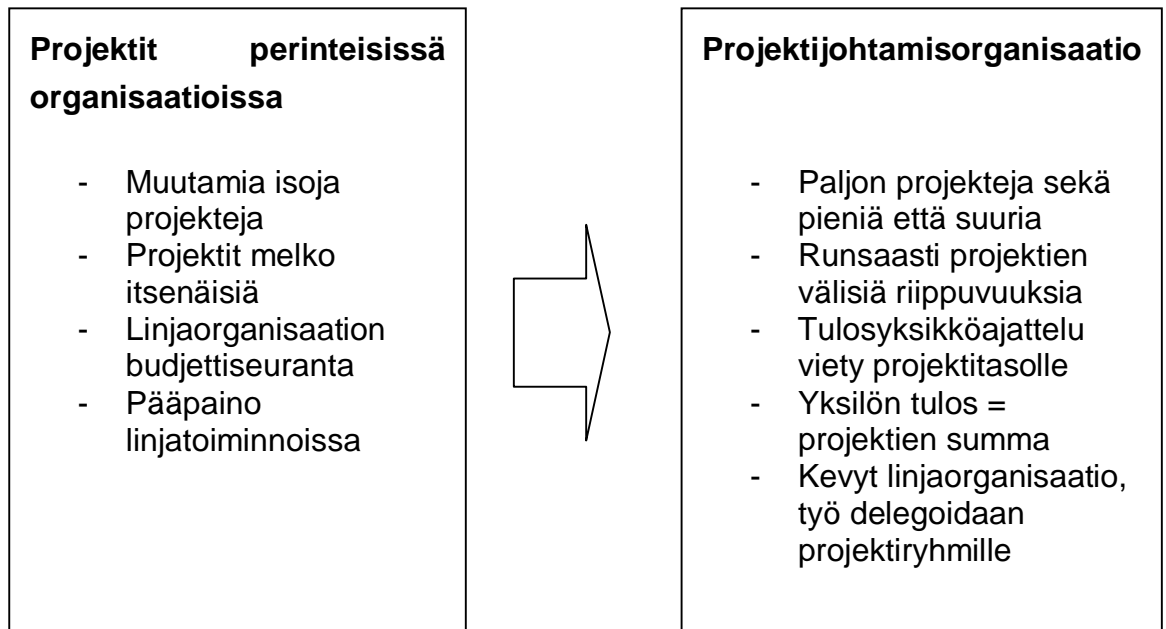 Projektit perinteisissä
organisaatioissa
- Muutamia isoja
projekteja
- Projektit melko
itsenäisiä
- Linjaorganisaation
budjettiseuranta
- Pääpaino
linjatoiminnoissa
Projektijohtamisorganisaatio
- Paljon projekteja sekä
pieniä että suuria
- Runsaasti projektien
välisiä riippuvuuksia
- Tulosyksikköajattelu
viety projektitasolle
- Yksilön tulos =
projektien summa
- Kevyt linjaorganisaatio,
työ delegoidaan
projektiryhmille